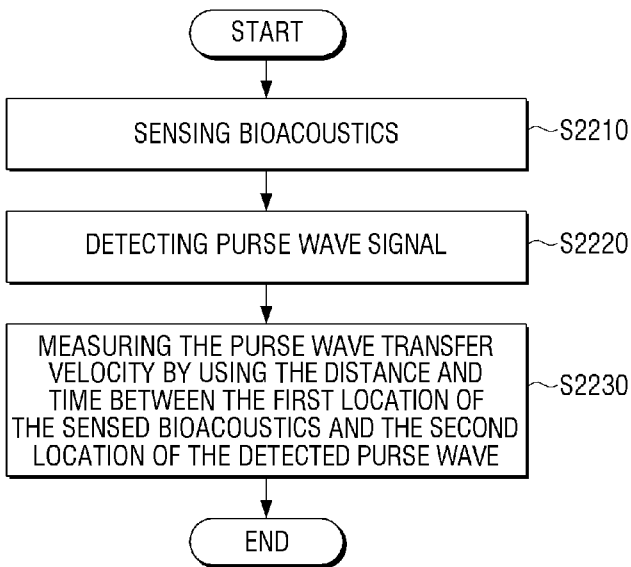 START
SENSING BIOACOUSTICS
S2210
DETECTING PURSE WAVE SIGNAL
S2220
MEASURING THE PURSE WAVE TRANSFER
VELOCITY BY USING THE DISTANCE AND
TIME BETWEEN THE FIRST LOCATION OF
THE SENSED BIOACOUSTICS AND THE SECOND
LOCATION OF THE DETECTED PURSE WAVE
S2230
END